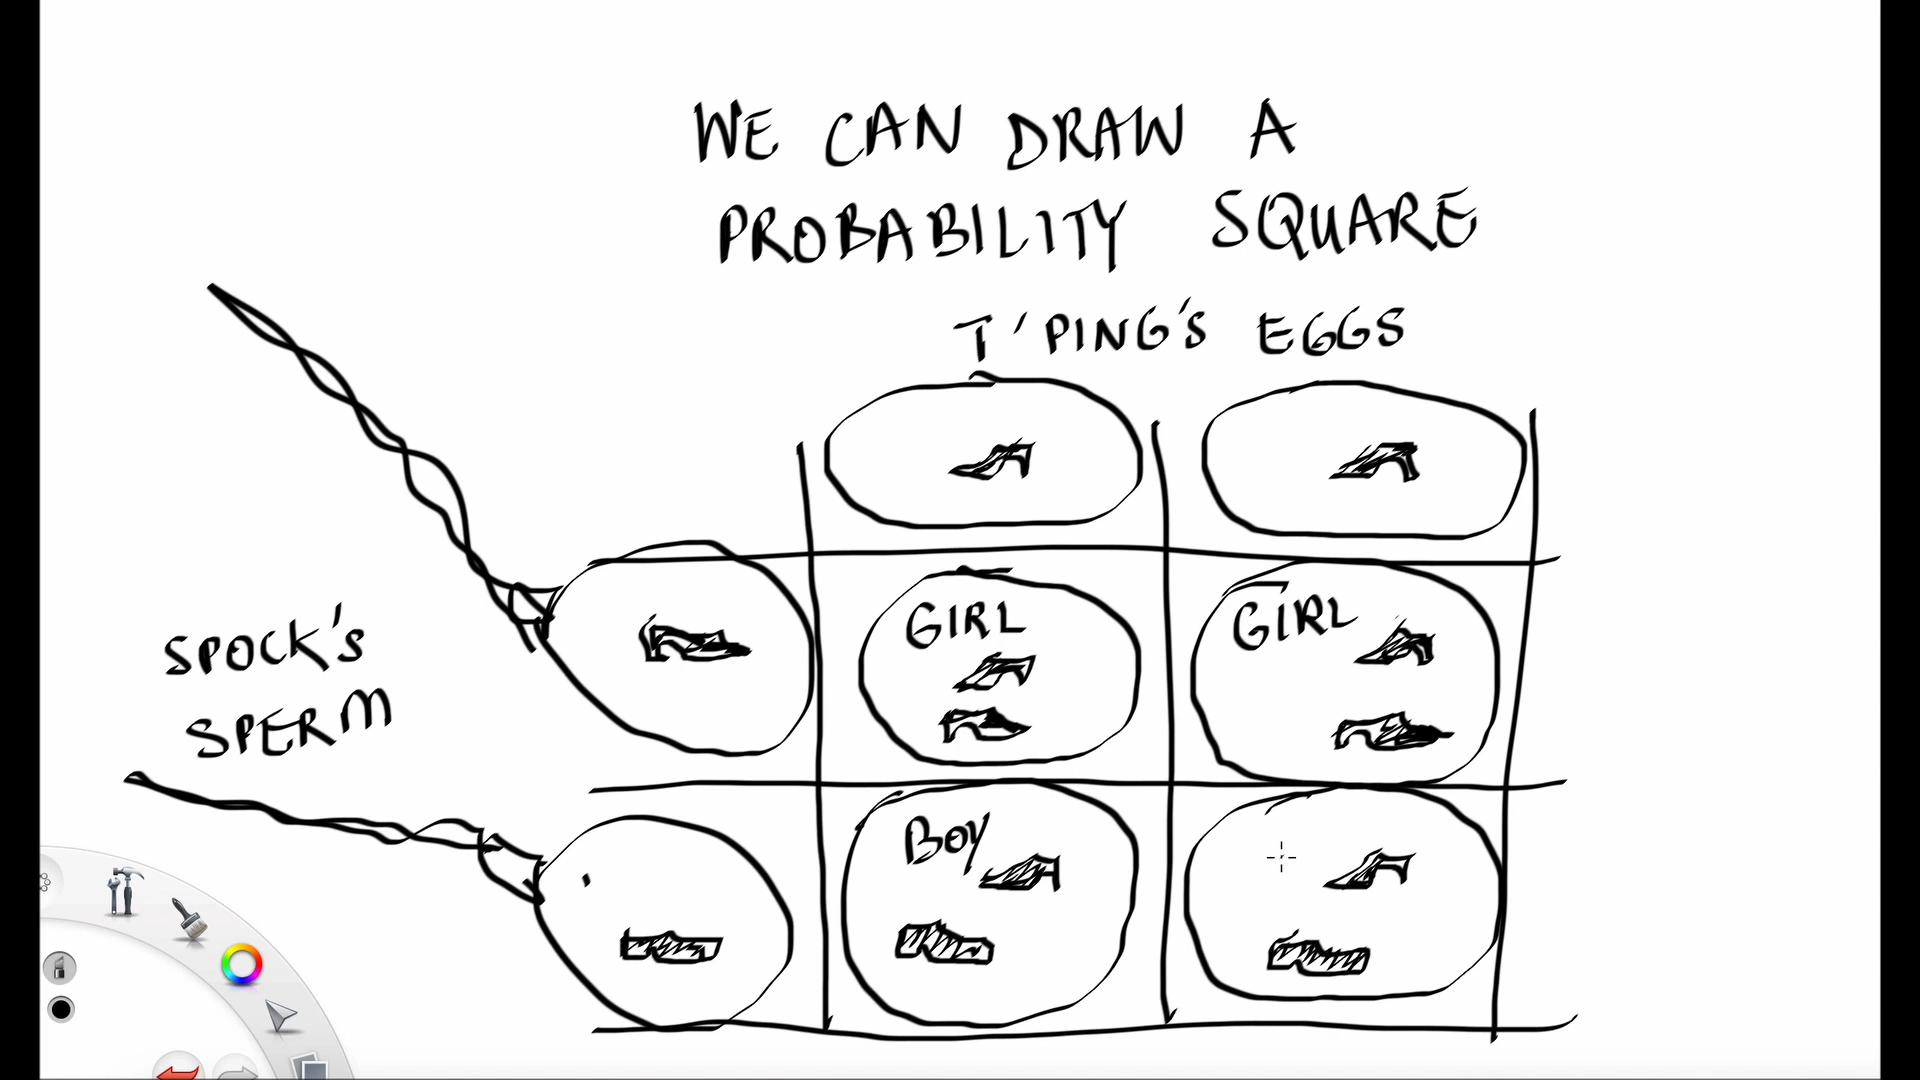 WE CAN DRAW A
PROBABILITY SQUARE
T'PING'S EGGS
GIRL
GIRL
SPOCK'S
SPERM
BOY